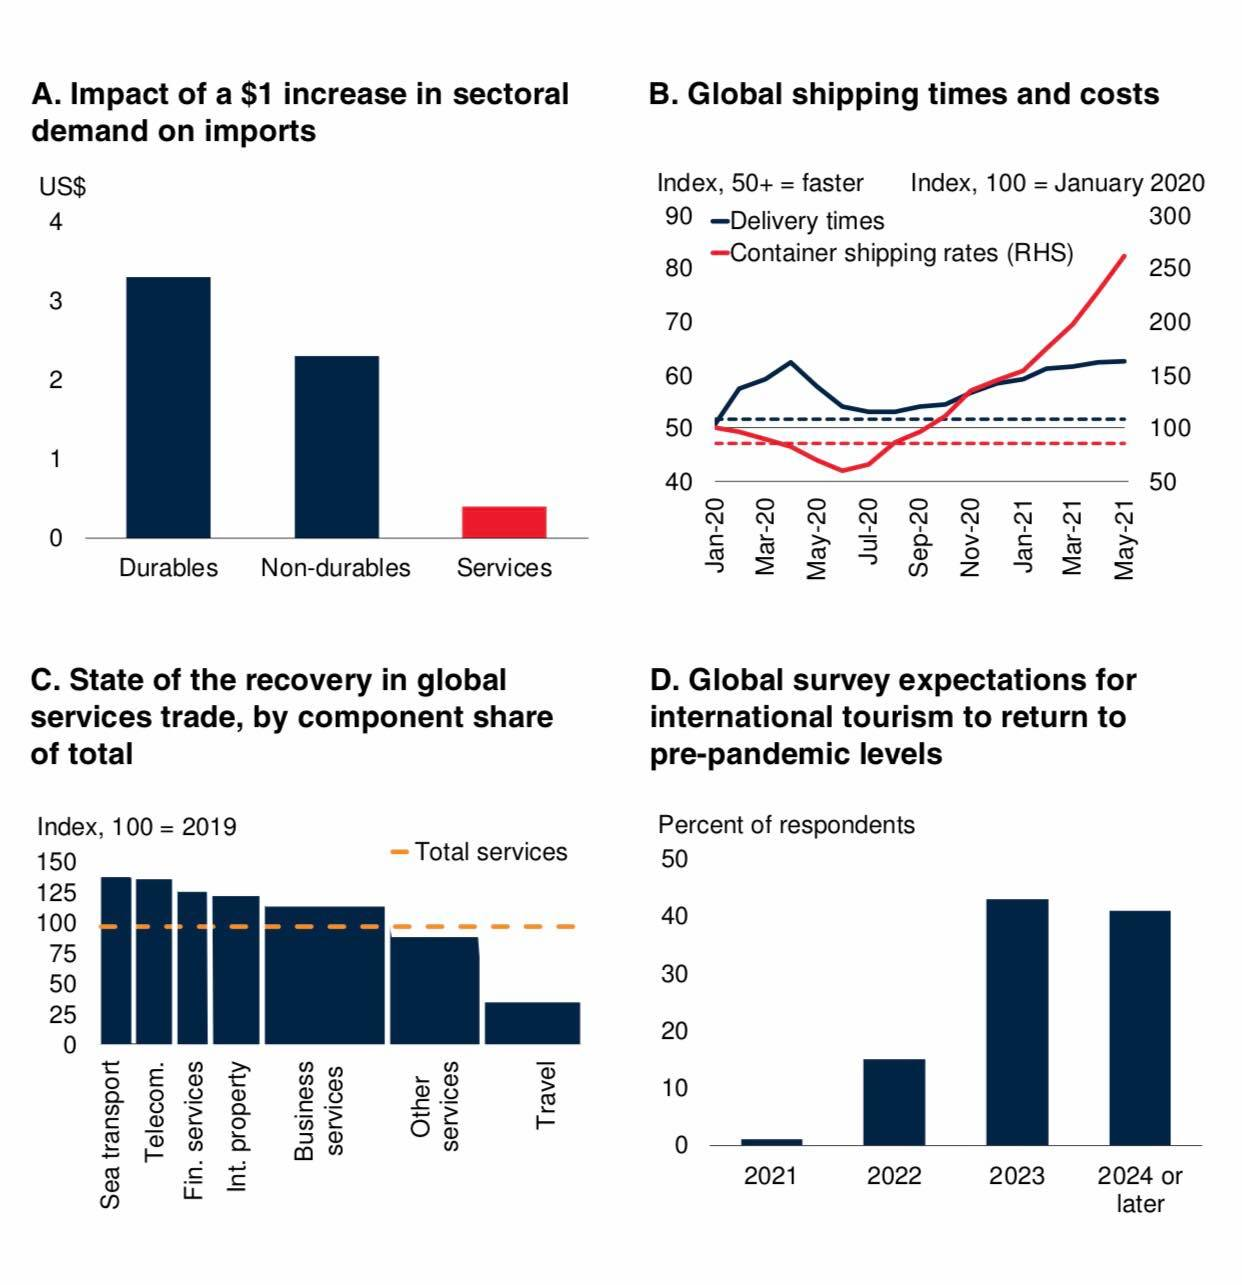 A. Impact of a $1 increase in sectoral
demand on imports
US$
4
3
2
1
0
Durables Non-durables Services
B. Global shipping times and costs
Index, 50+ = faster Index, 100 = January 2020
90 Delivery times 300
Container shipping rates (RHS)
80 250
70 200
60 150
50 100
40 50
Jan-20 Mar-20 May-20 Jul-20 Sep-20 Nov-20 Jan-21 Mar-21 May-21
C. State of the recovery in global
services trade, by component share
of total
Index, 100 = 2019
Total services
150
125
100
75
50
25
0
Sea transport
Telecom.
Fin. services
Int. property
Business
services
Other
services
Travel
D. Global survey expectations for
international tourism to return to
pre-pandemic levels
Percent of respondents
50
40
30
20
10
0
2021 2022 2023 2024 or
later